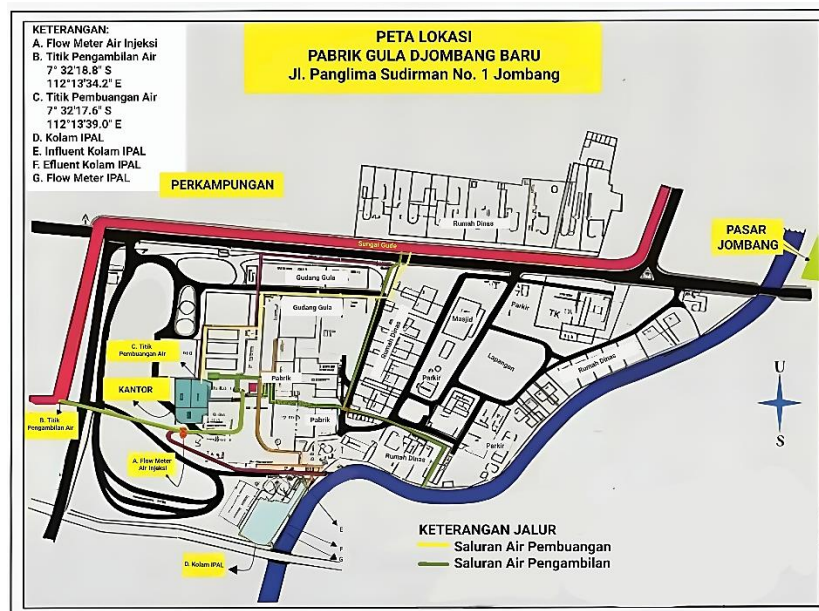 PETA LOKASI
PABRIK GULA DJOMBANG BARU
Jl. Panglima Sudirman No. 1 Jombang
KETERANGAN:
A. Flow Meter Air Injeksi
B. Titik Pengambilan Air
7° 32'18.8" S
112°13'34.2" E
C. Titik Pembuangan Air
7° 32'17.6" S
112°13'39.0" E
D. Kolam IPAL
E. Influent Kolam IPAL
F. Efluent Kolam IPAL
G. Flow Meter IPAL
PERKAMPUNGAN
Rumah Dinas
PASAR
JOMBANG
Sungai Gude
Gudang Gula
Gudang Gula
Parkir
TK
Masjid
Rumah Dinas
Lapangan
C. Titik
Pembuangan Air
Rumah Dinas
KANTOR
Pabrik
Parkir
U
S
B. Titik
Pengambilan Air
Pabrik
Parkir
A. Flow Meter
Air Injeksi
Rumah Dinas
E
F
G
D. Kolam IPAL
KETERANGAN JALUR
Saluran Air Pembuangan
Saluran Air Pengambilan